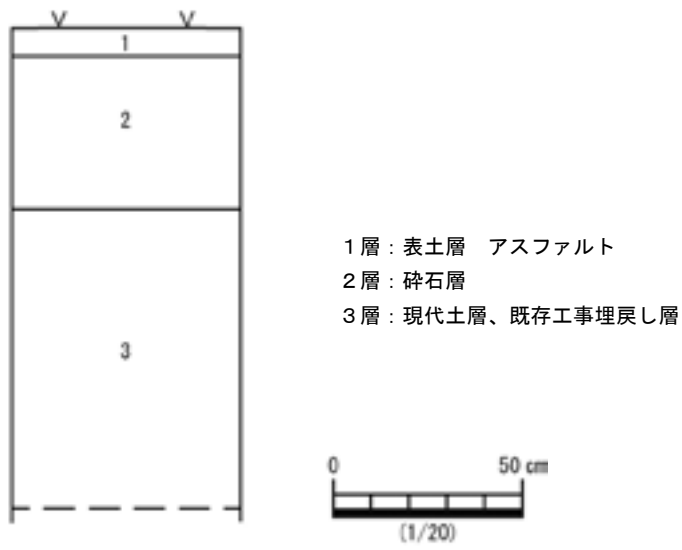 1
2
3
１層：表土層　アスファルト
２層：砕石層
３層：現代土層、既存工事埋戻し層
0 50 cm
(1/20)